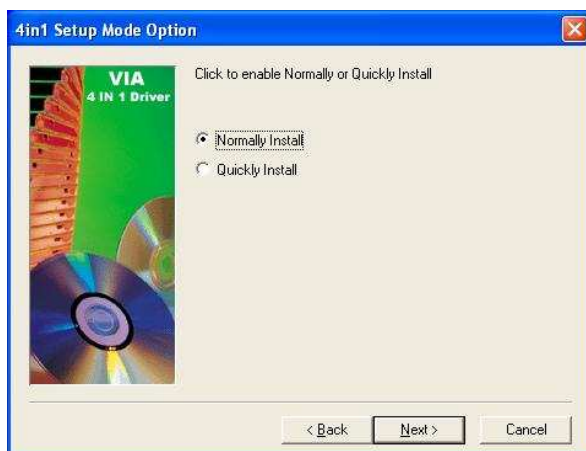 4in1 Setup Mode Option
VIA
4 IN 1 Driver
Click to enable Normally or Quickly Install
Normally Install
Quickly Install
< Back
Next >
Cancel